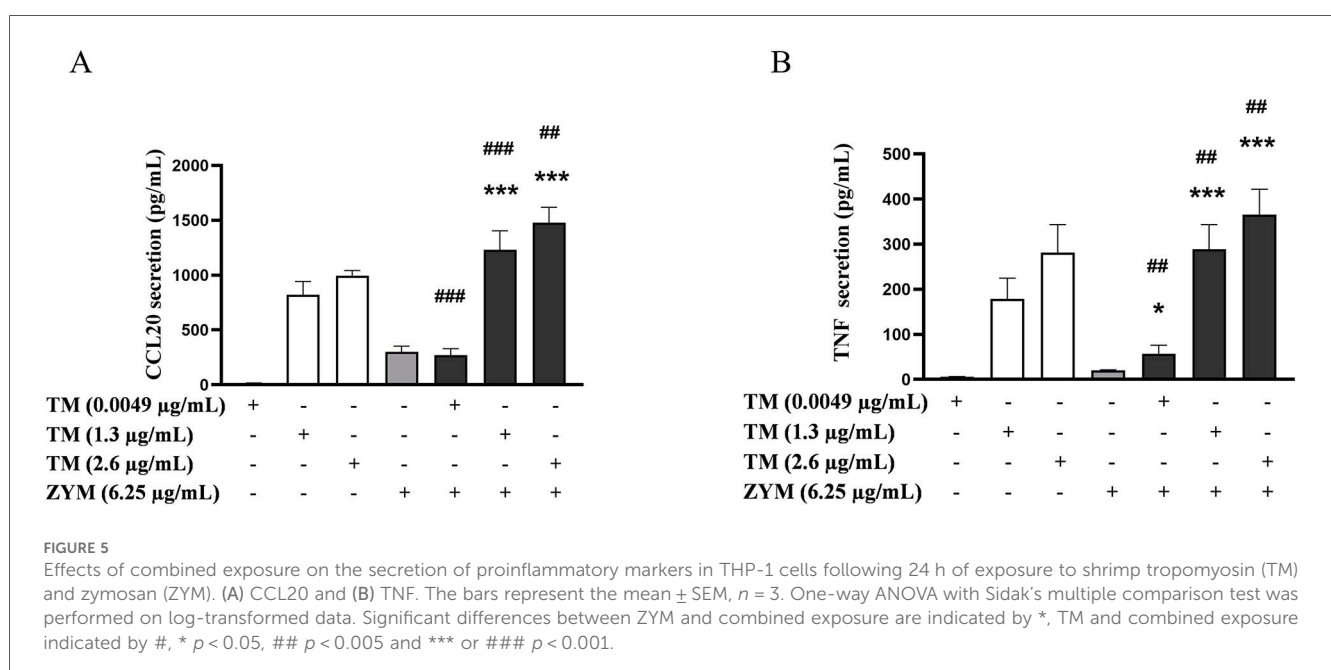 A
CCL20 secretion (pg/mL)
2000
1500
1000
500
0
###
###
***
##
***
TM (0.0049 µg/mL) + - - - + - -
TM (1.3 µg/mL) - + - - - + -
TM (2.6 µg/mL) - - + - - - +
ZYM (6.25 µg/mL) - - - + + + +
B
TNF secretion (pg/mL)
500
400
300
200
100
0
##
*
##
***
##
***
TM (0.0049 µg/mL) + - - - + - -
TM (1.3 µg/mL) - + - - - + -
TM (2.6 µg/mL) - - + - - - +
ZYM (6.25 µg/mL) - - - + + + +
FIGURE 5
Effects of combined exposure on the secretion of proinflammatory markers in THP-1 cells following 24 h of exposure to shrimp tropomyosin (TM)
and zymosan (ZYM). (A) CCL20 and (B) TNF. The bars represent the mean ± SEM, n = 3. One-way ANOVA with Sidak's multiple comparison test was
performed on log-transformed data. Significant differences between ZYM and combined exposure are indicated by *, TM and combined exposure
indicated by #, * p < 0.05, ## p < 0.005 and *** or ### p < 0.001.